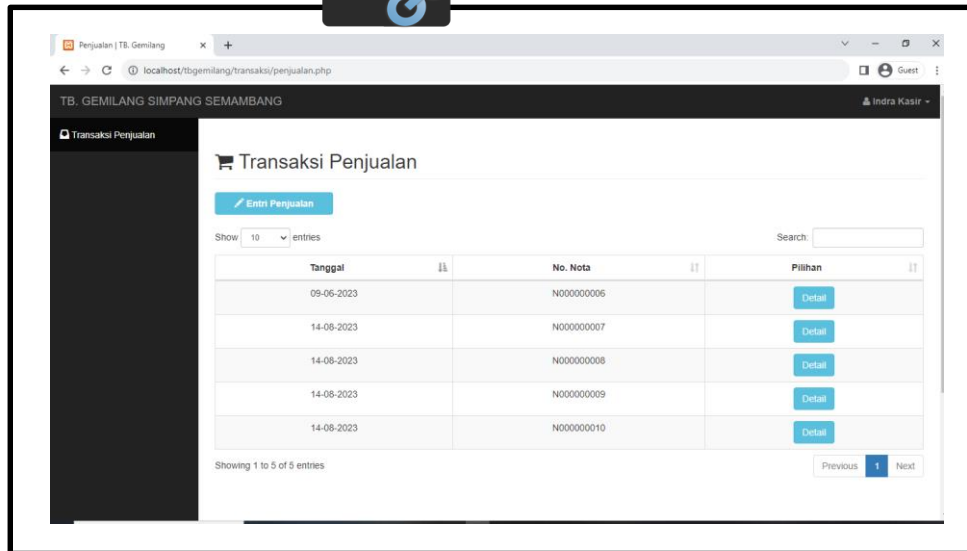 Penjualan | TB. Gemilang
localhost/tbgemilang/transaksi/penjualan.php
Guest
TB. GEMILANG SIMPANG SEMAMBANG
Indra Kasir
Transaksi Penjualan
Transaksi Penjualan
Entri Penjualan
Show 10 entries
Search:
Tanggal No. Nota Pilihan
09-06-2023 N000000006 Detail
14-08-2023 N000000007 Detail
14-08-2023 N000000008 Detail
14-08-2023 N000000009 Detail
14-08-2023 N000000010 Detail
Showing 1 to 5 of 5 entries
Previous 1 Next